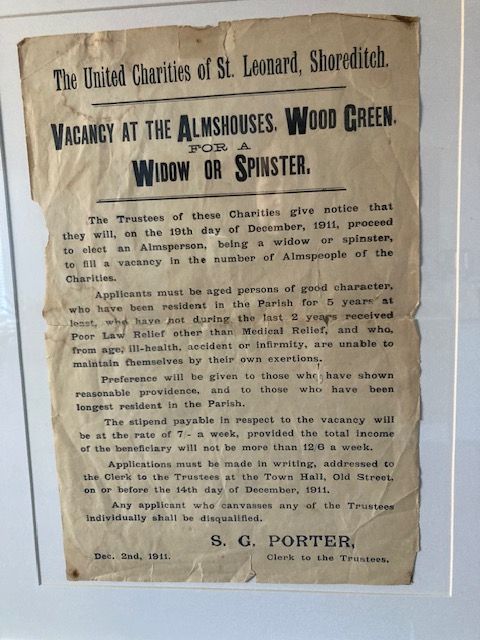 The United Charities of St. Leonard, Shoreditch.
VACANCY AT THE ALMSHOUSES, WOOD GREEN,
FOR A
WIDOW OR SPINSTER.
The Trustees of these Charities give notice that
they will, on the 19th day of December, 1911, proceed
to elect an Almsperson, being a widow or spinster,
to fill a vacancy in the number of Almspeople of the
Charities.
Applicants must be aged persons of good character,
who have been resident in the Parish for 5 years at
least, who have not during the last 2 years received
Poor Law Relief other than Medical Relief, and who,
from age, ill-health, accident or infirmity, are unable to
maintain themselves by their own exertions.
Preference will be given to those who have shown
reasonable providence, and to those who have been
longest resident in the Parish.
The stipend payable in respect to the vacancy will
be at the rate of 7/- a week, provided the total income
of the beneficiary will not be more than 12/6 a week.
Applications must be made in writing, addressed to
the Clerk to the Trustees at the Town Hall, Old Street,
on or before the 14th day of December, 1911.
Any applicant who canvasses any of the Trustees
individually shall be disqualified.
S. G. PORTER,
Dec. 2nd, 1911. Clerk to the Trustees.